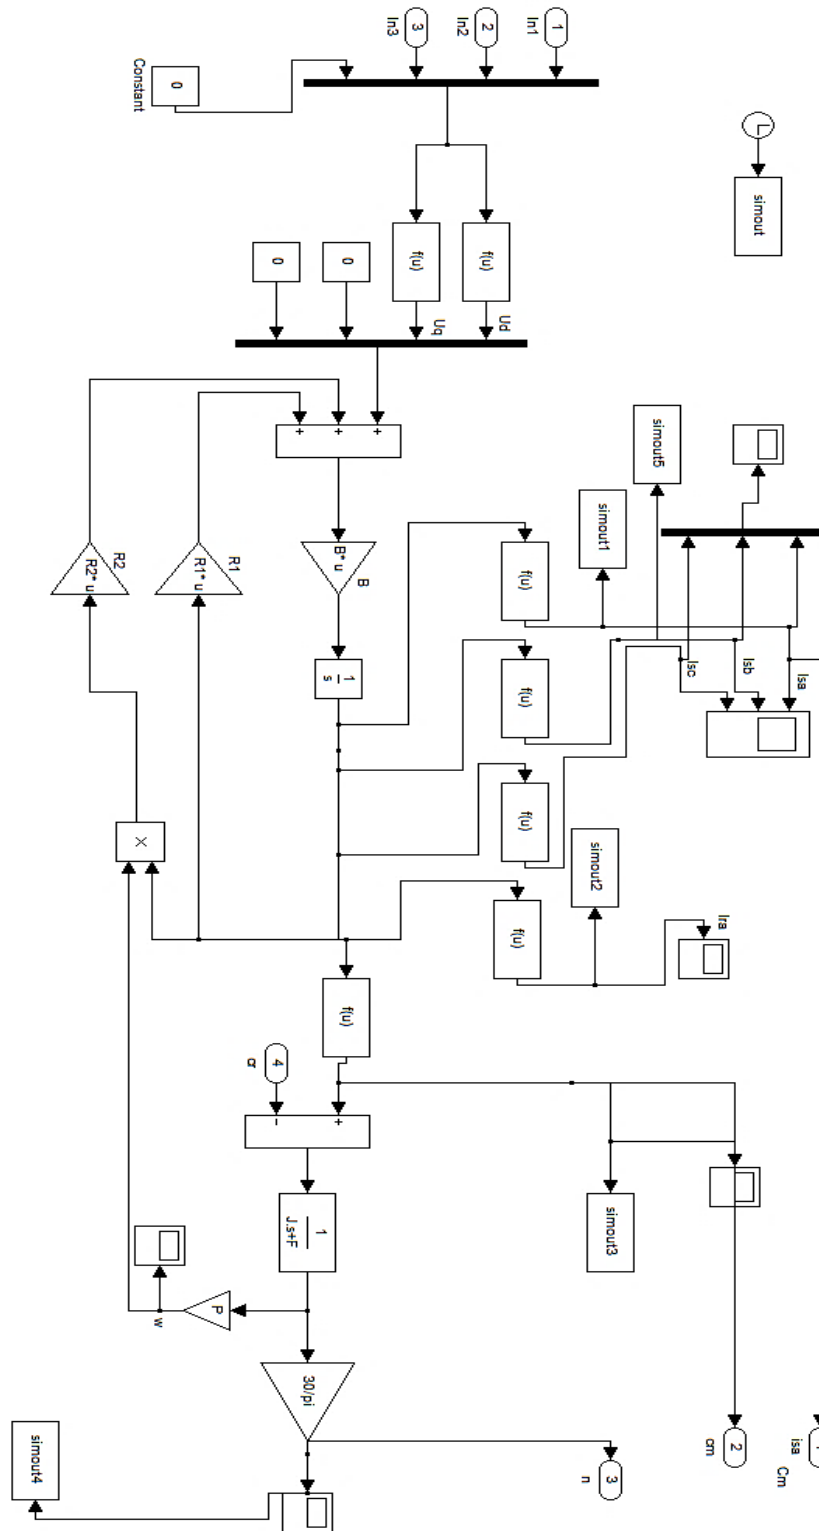 1
In1
2
In2
3
In3
0
Constant
simout
f(u)
f(u)
Ud
Uq
0
0
+
+
+
B* u
B
1
s
R1* u
R1
R2* u
R2
X
f(u)
f(u)
f(u)
f(u)
f(u)
simout1
simout5
simout2
Isa
Isb
Isc
Ira
4
cr
+
-
1
J.s+F
simout3
P
w
30/pi
simout4
isa
Cm
2
cm
3
n